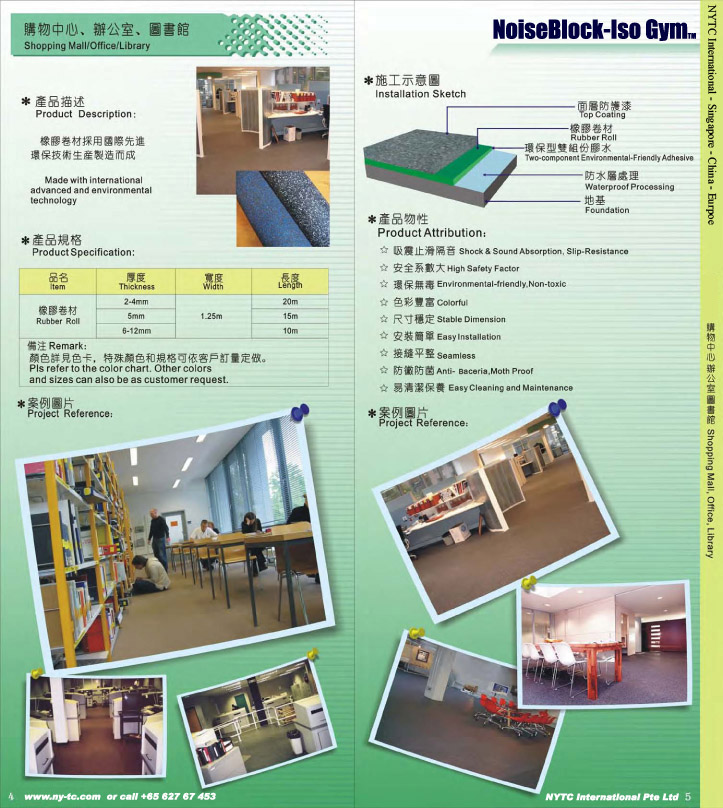 購物中心、辦公室、圖書館
Shopping Mall/Office/Library
＊產品描述
Product Description:
橡膠卷材採用國際先進
環保技術生產製造而成
Made with international
advanced and environmental
technology
＊產品規格
Product Specification:
品名 厚度 寬度 長度
Item Thickness Width Length
橡膠卷材
Rubber Roll
2-4mm 20m
5mm 1.25m 15m
6-12mm 10m
備注 Remark:
顏色詳見色卡，特殊顏色和規格可依客戶訂量定做。
Pls refer to the color chart. Other colors
and sizes can also be as customer request.
＊案例圖片
Project Reference:
4 www.ny-tc.com or call +65 627 67 453
NoiseBlock-Iso Gym TM
＊施工示意圖
Installation Sketch
面層防護漆
Top Coating
橡膠卷材
Rubber Roll
環保型雙組份膠水
Two-component Environmental-Friendly Adhesive
防水層處理
Waterproof Processing
地基
Foundation
＊產品物性
Product Attribution:
☆ 吸震止滑隔音 Shock & Sound Absorption, Slip-Resistance
☆ 安全系數大 High Safety Factor
☆ 環保無毒 Environmental-friendly,Non-toxic
☆ 色彩豐富 Colorful
☆ 尺寸穩定 Stable Dimension
☆ 安裝簡單 Easy Installation
☆ 接縫平整 Seamless
☆ 防黴防菌 Anti- Baceria,Moth Proof
☆ 易清潔保養 Easy Cleaning and Maintenance
＊案例圖片
Project Reference:
NYTC International Pte Ltd 5
NYTC International - Singapore - China - Eurpoe
購物中心 辦公室 圖書館 Shopping Mall, Office, Library